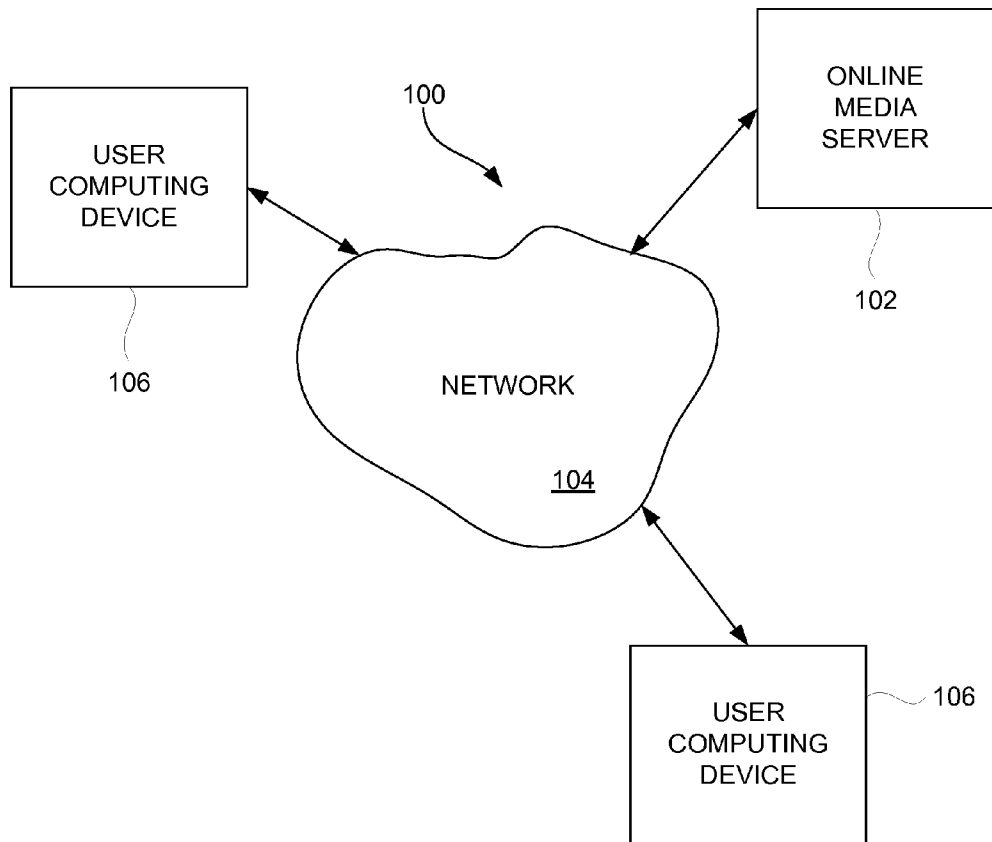 ONLINE
MEDIA
SERVER
100
USER
COMPUTING
DEVICE
102
106
NETWORK
104
106
USER
COMPUTING
DEVICE